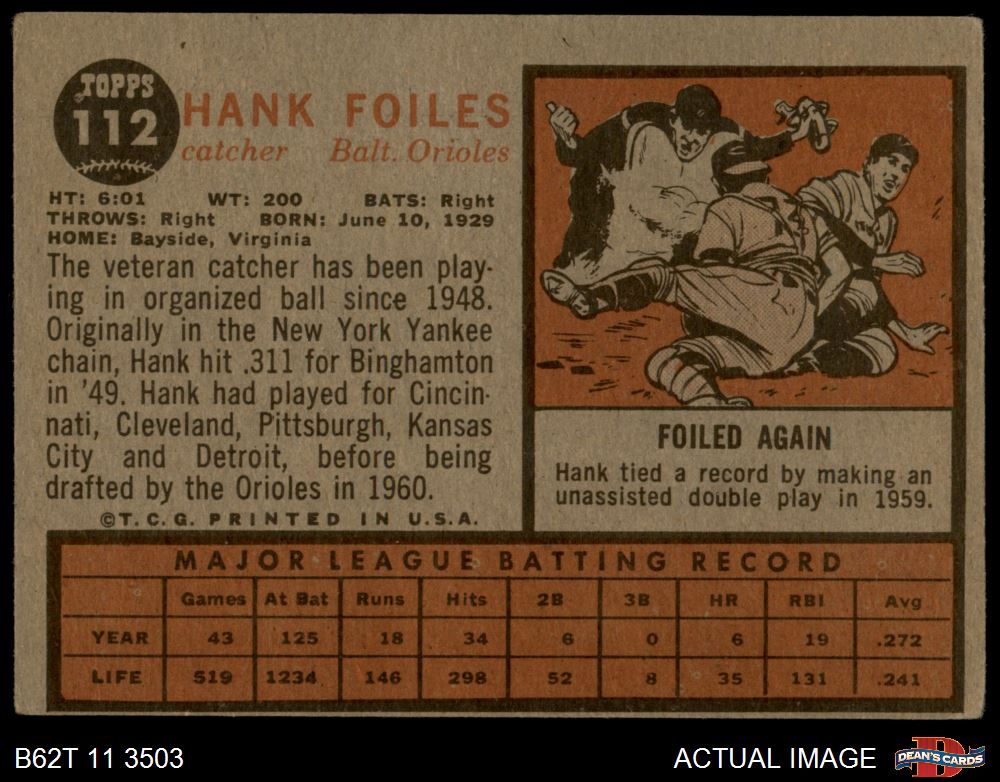 TOPPS
112
HANK FOILES
catcher Balt. Orioles
HT: 6:01 WT: 200 BATS: Right
THROWS: Right BORN: June 10, 1929
HOME: Bayside, Virginia
The veteran catcher has been play-
ing in organized ball since 1948.
Originally in the New York Yankee
chain, Hank hit .311 for Binghamton
in '49. Hank had played for Cincin-
nati, Cleveland, Pittsburgh, Kansas
City and Detroit, before being
drafted by the Orioles in 1960.
©T.C.G. PRINTED IN U.S.A.
FOILED AGAIN
Hank tied a record by making an
unassisted double play in 1959.
MAJOR LEAGUE BATTING RECORD
Games At Bat Runs Hits 2B 3B HR RBI Avg
YEAR 43 125 18 34 6 0 6 19 .272
LIFE 519 1234 146 298 52 8 35 131 .241
B62T 11 3503
ACTUAL IMAGE
D
DEAN'S CARDS